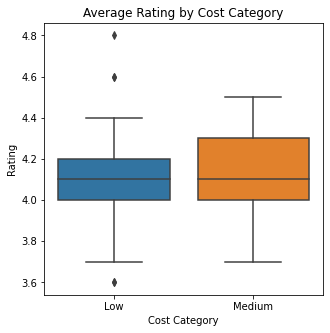 Average Rating by Cost Category
4.8
4.6
4.4
4.2
4.0
3.8
3.6
Rating
Low Medium
Cost Category